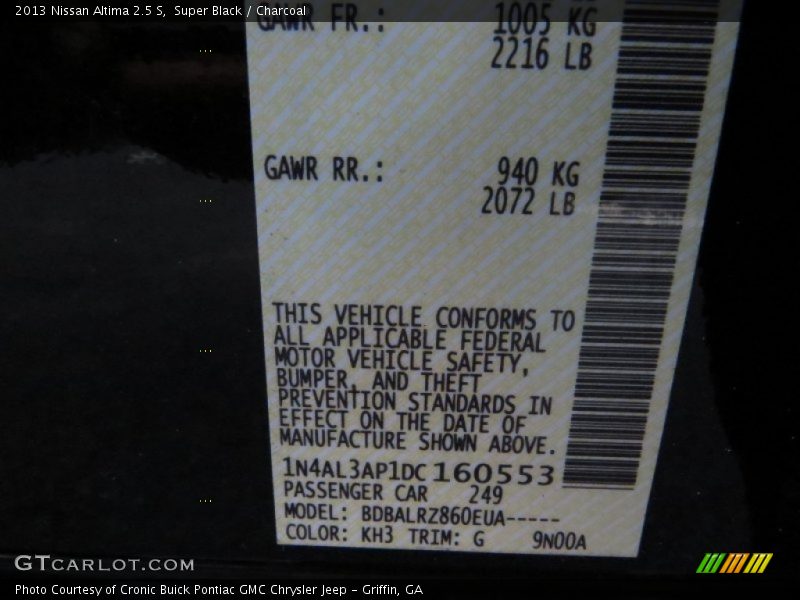 2013 Nissan Altima 2.5 S, Super Black / Charcoal
GAWR FR.: 1005 KG
2216 LB
GAWR RR.: 940 KG
2072 LB
THIS VEHICLE CONFORMS TO
ALL APPLICABLE FEDERAL
MOTOR VEHICLE SAFETY,
BUMPER, AND THEFT
PREVENTION STANDARDS IN
EFFECT ON THE DATE OF
MANUFACTURE SHOWN ABOVE.
1N4AL3AP1DC160553
PASSENGER CAR 249
MODEL: BDBALRZ860EUA-----
COLOR: KH3 TRIM: G 9N00A
GTCARLOT.COM
Photo Courtesy of Cronic Buick Pontiac GMC Chrysler Jeep - Griffin, GA